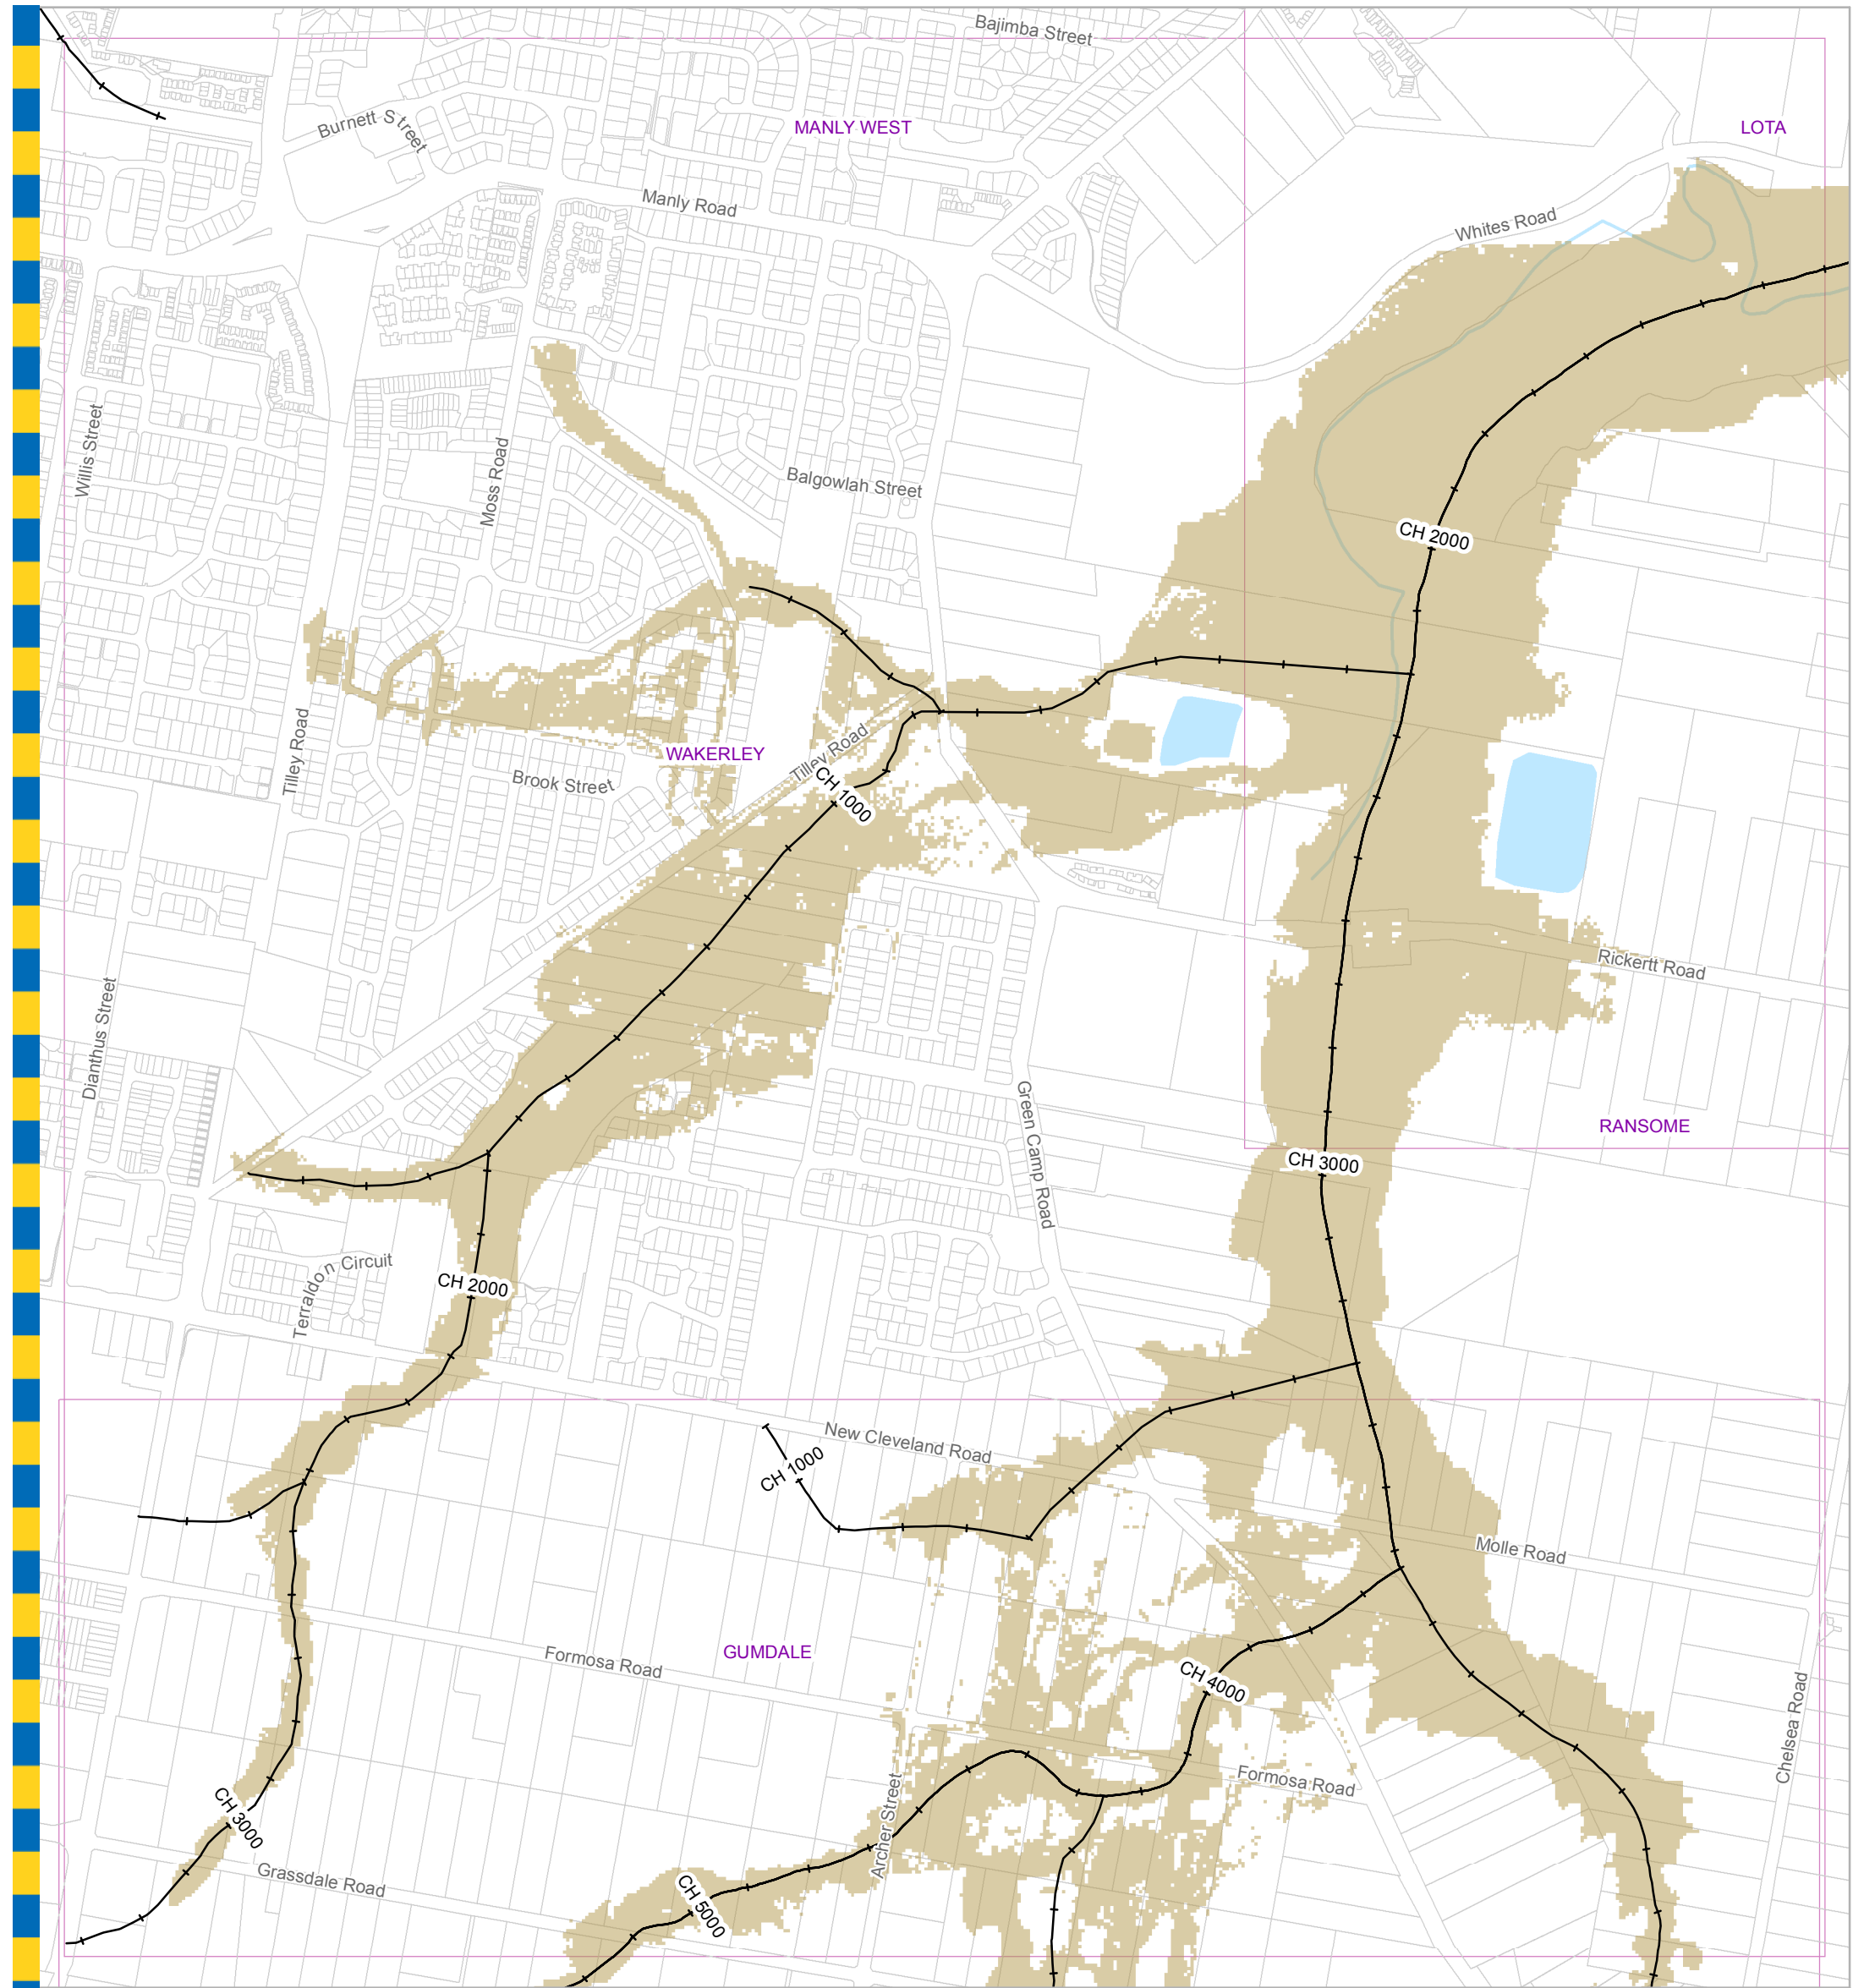 Bajimba Street
Burnett Street
MANLY WEST
LOTA
Manly Road
Whites Road
Willis Street
Moss Road
Balgowlah Street
CH 2000
Tilley Road
WAKERLEY
Tilley Road
Brook Street
CH 1000
Rickertt Road
Dianthus Street
Green Camp Road
RANSOME
CH 3000
Terraldon Circuit
CH 2000
New Cleveland Road
CH 1000
Molle Road
Formosa Road
GUMDALE
CH 4000
Chelsea Road
Formosa Road
CH 3000
Archer Street
Grassdale Road
CH 5000